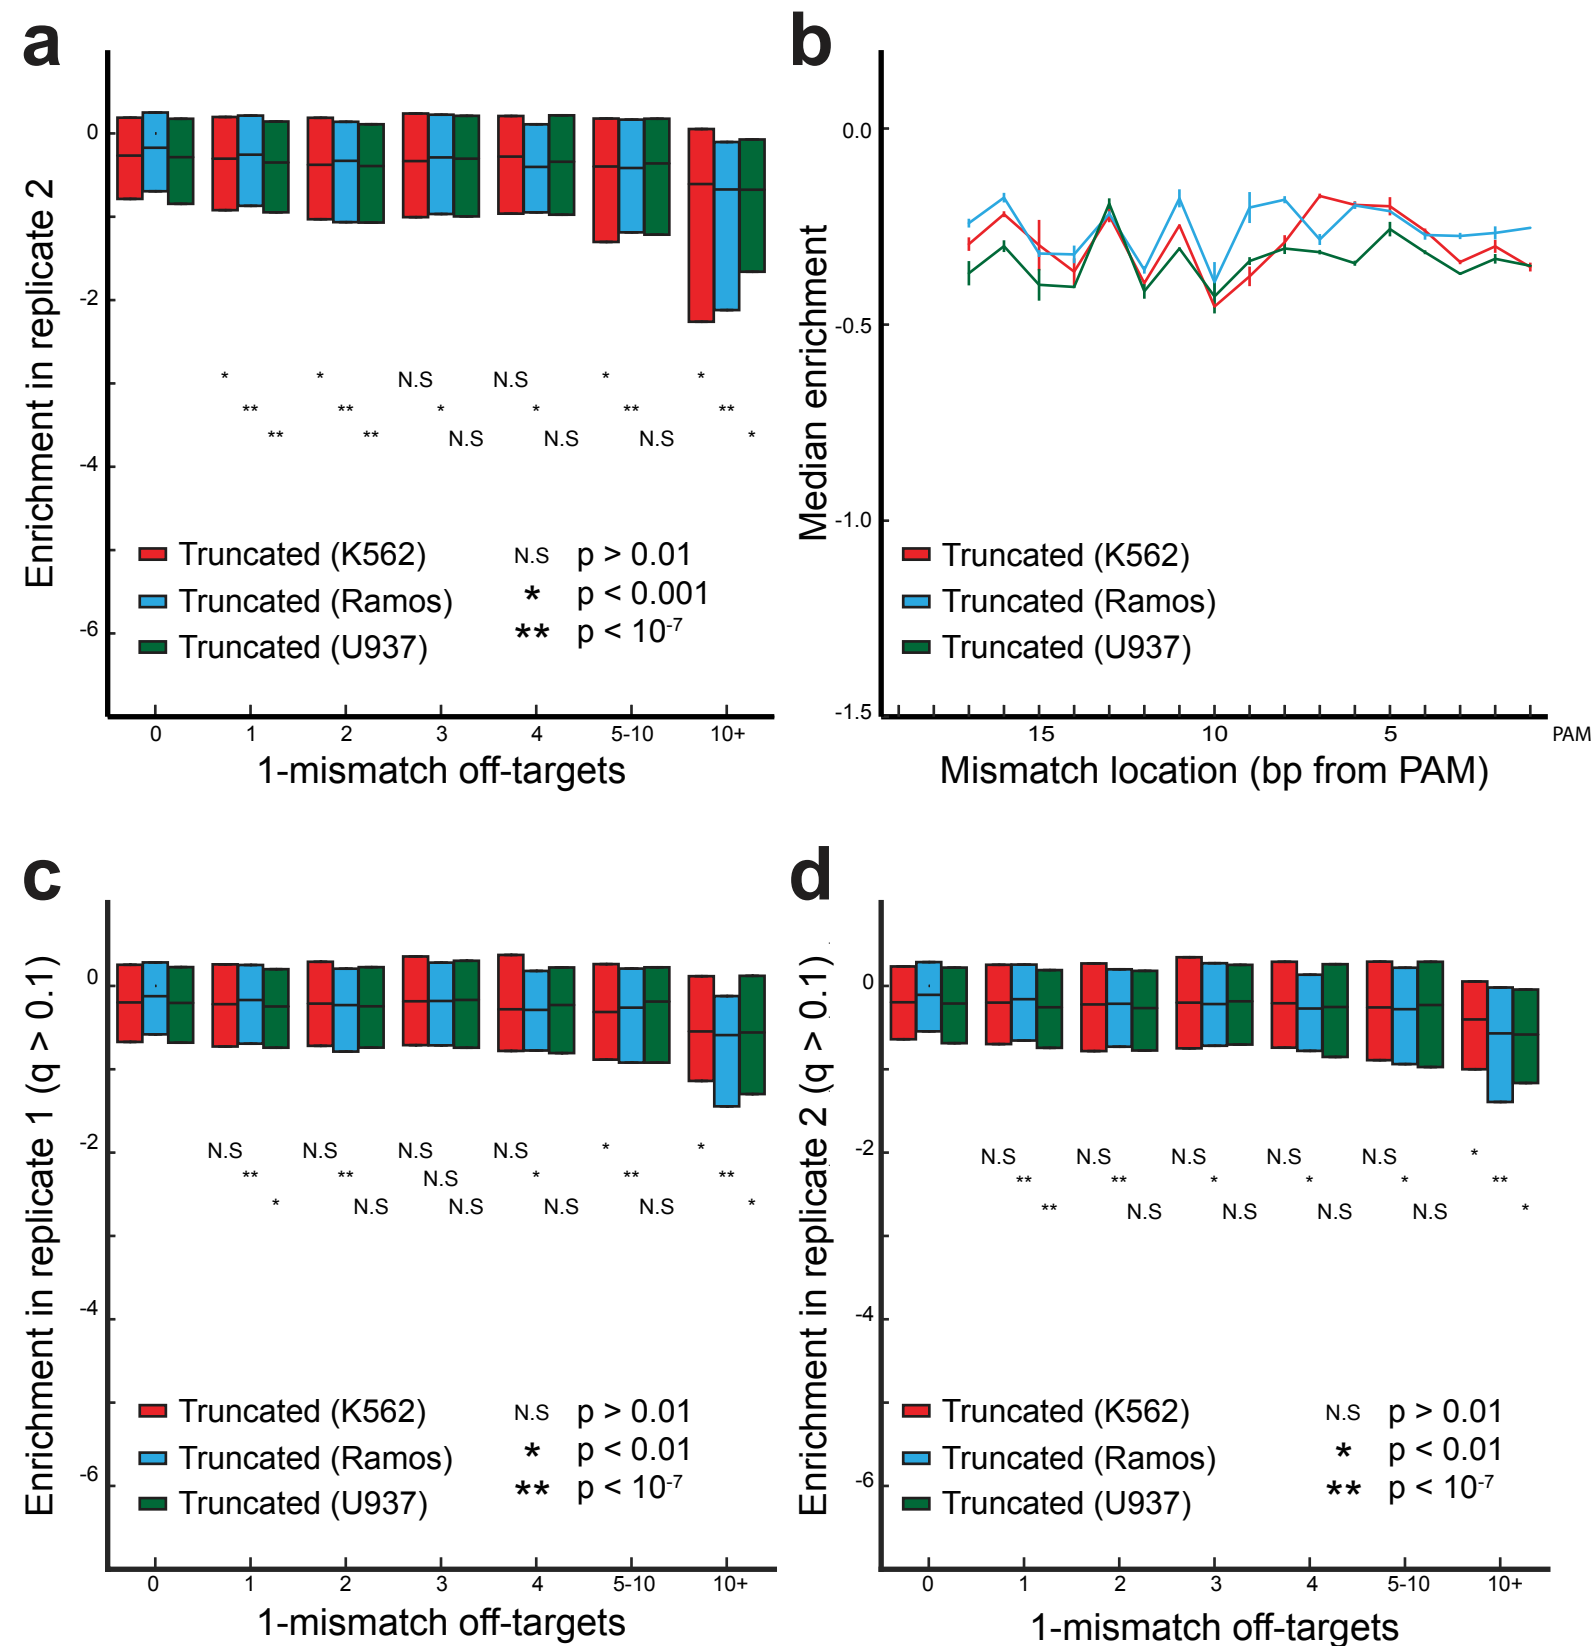 a
Enrichment in replicate 2
0
-2
-4
-6
* * N.S N.S * *
** ** * * ** **
** ** N.S N.S N.S *
Truncated (K562)
Truncated (Ramos)
Truncated (U937)
N.S p > 0.01
* p < 0.001
** p < 10-7
0 1 2 3 4 5-10 10+
1-mismatch off-targets
b
Median enrichment
0.0
-0.5
-1.0
-1.5
Truncated (K562)
Truncated (Ramos)
Truncated (U937)
15 10 5 PAM
Mismatch location (bp from PAM)
c
Enrichment in replicate 1 (q > 0.1)
0
-2
-4
-6
N.S N.S N.S N.S * *
** ** N.S * ** **
* N.S N.S N.S N.S *
Truncated (K562)
Truncated (Ramos)
Truncated (U937)
N.S p > 0.01
* p < 0.01
** p < 10-7
0 1 2 3 4 5-10 10+
1-mismatch off-targets
d
Enrichment in replicate 2 (q > 0.1)
0
-2
-4
-6
N.S N.S N.S N.S N.S *
** ** * * * **
** N.S N.S N.S N.S *
Truncated (K562)
Truncated (Ramos)
Truncated (U937)
N.S p > 0.01
* p < 0.01
** p < 10-7
0 1 2 3 4 5-10 10+
1-mismatch off-targets